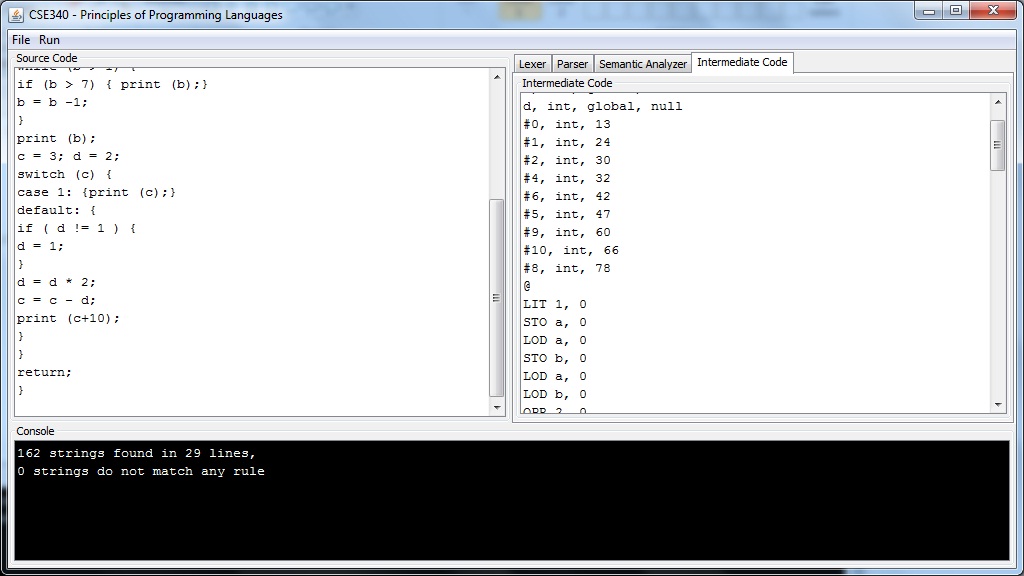 CSE340 - Principles of Programming Languages
File Run
Source Code
if (b > 7) { print (b);}
b = b -1;
}
print (b);
c = 3; d = 2;
switch (c) {
case 1: {print (c);}
default: {
if ( d != 1 ) {
d = 1;
}
d = d * 2;
c = c - d;
print (c+10);
}
}
return;
}
Lexer Parser Semantic Analyzer Intermediate Code
Intermediate Code
d, int, global, null
#0, int, 13
#1, int, 24
#2, int, 30
#4, int, 32
#6, int, 42
#5, int, 47
#9, int, 60
#10, int, 66
#8, int, 78
@
LIT 1, 0
STO a, 0
LOD a, 0
STO b, 0
LOD a, 0
LOD b, 0
OPR 2, 0
Console
162 strings found in 29 lines,
0 strings do not match any rule